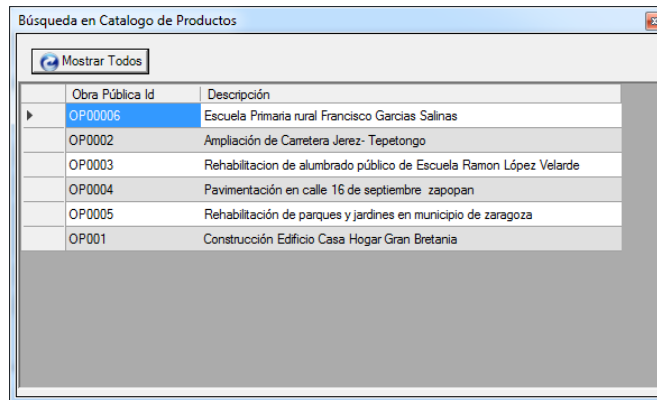 Búsqueda en Catalogo de Productos
Mostrar Todos
Obra Pública Id Descripción
OP00006 Escuela Primaria rural Francisco Garcias Salinas
OP0002 Ampliación de Carretera Jerez- Tepetongo
OP0003 Rehabilitacion de alumbrado público de Escuela Ramon López Velarde
OP0004 Pavimentación en calle 16 de septiembre zapopan
OP0005 Rehabilitación de parques y jardines en municipio de zaragoza
OP001 Construcción Edificio Casa Hogar Gran Bretania